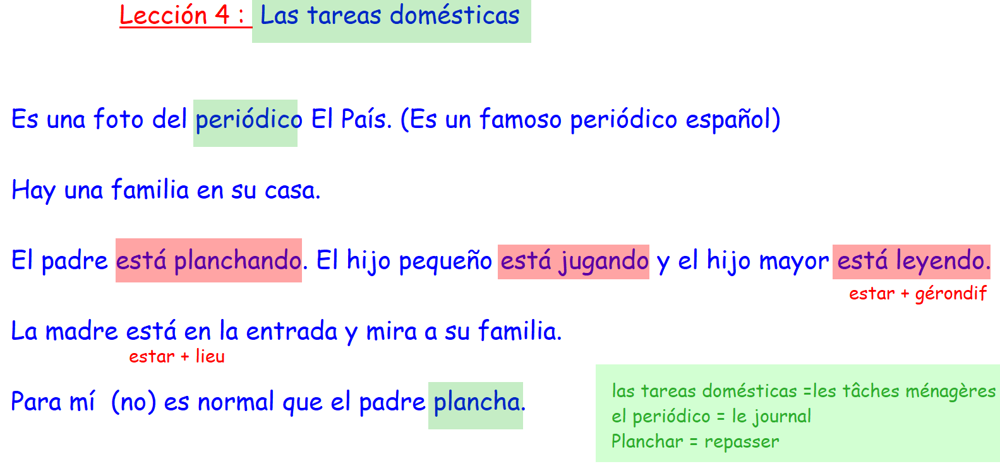 Lección 4 : Las tareas domésticas
Es una foto del periódico El País. (Es un famoso periódico español)
Hay una familia en su casa.
El padre está planchando. El hijo pequeño está jugando y el hijo mayor está leyendo.
estar + gérondif
La madre está en la entrada y mira a su familia.
estar + lieu
Para mí (no) es normal que el padre plancha.
las tareas domésticas =les tâches ménagères
el periódico = le journal
Planchar = repasser